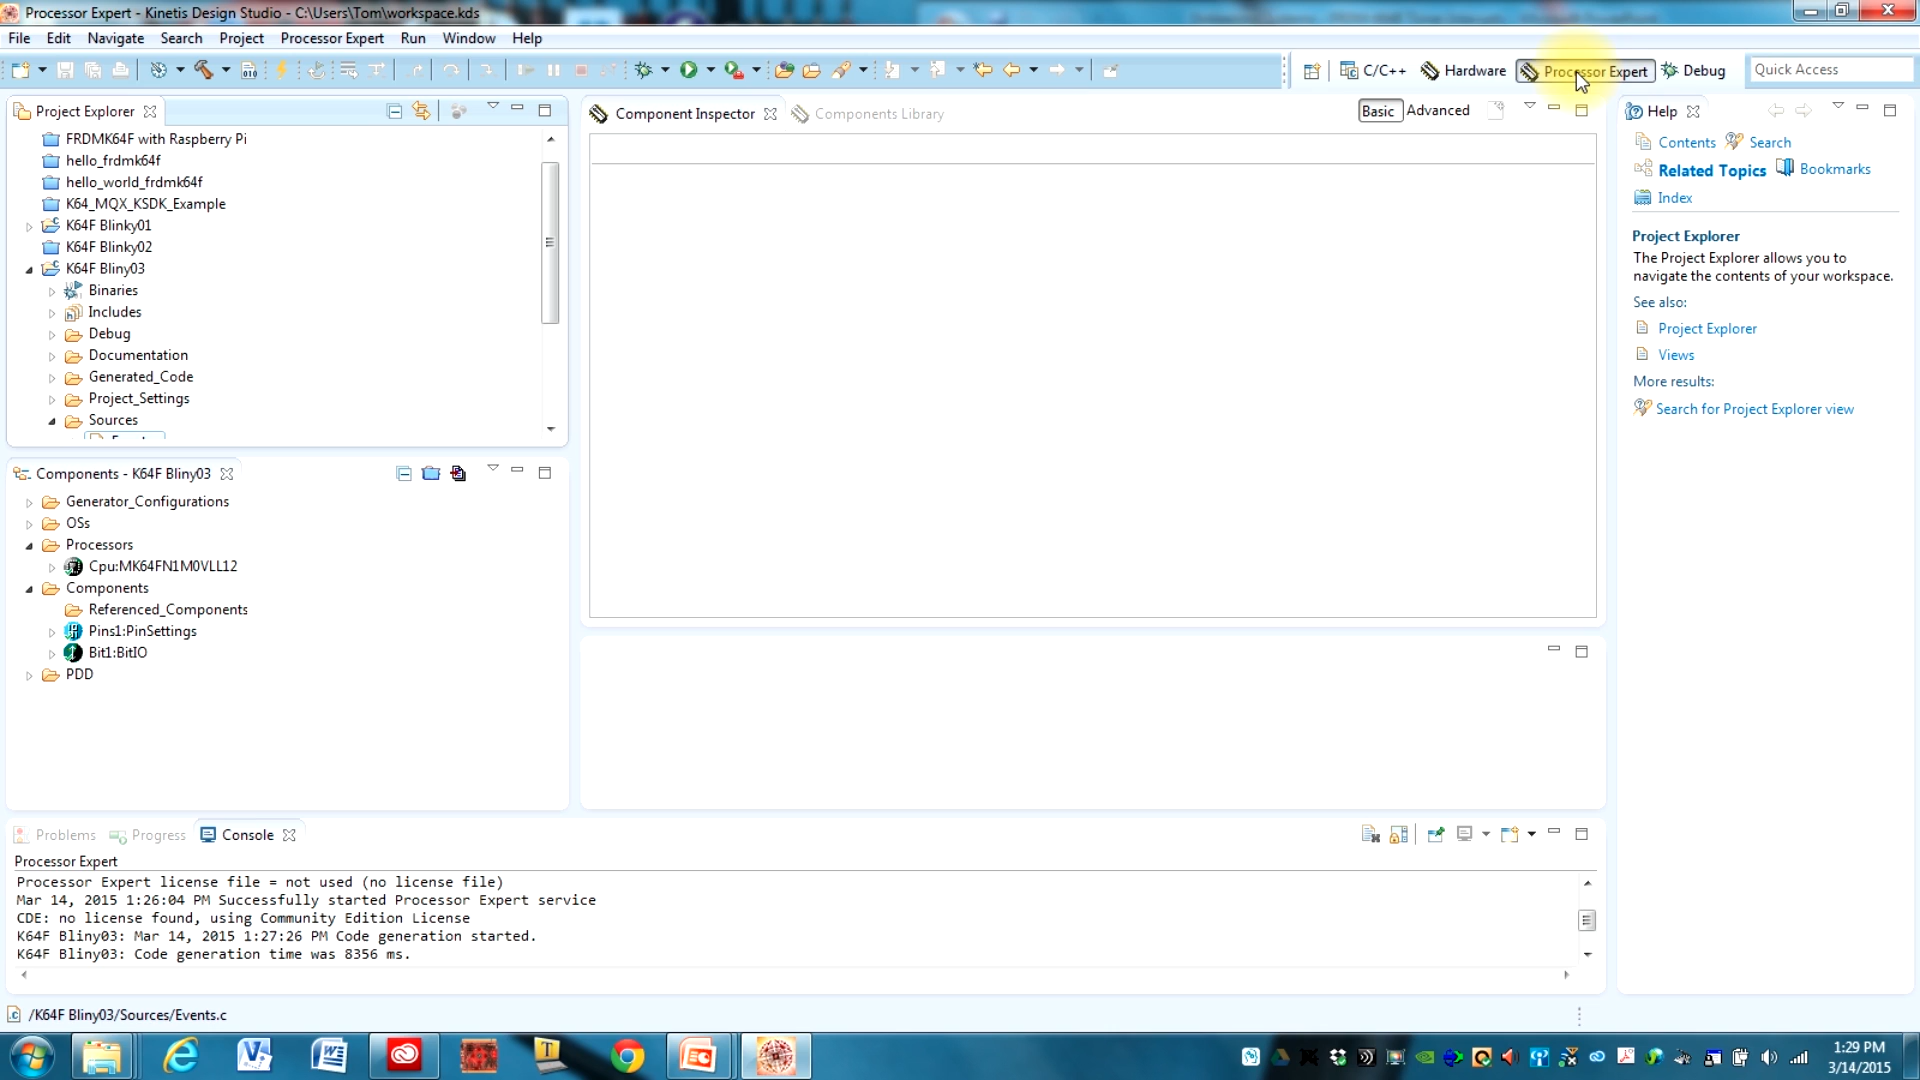 Processor Expert - Kinetis Design Studio - C:\Users\Tom\workspace.kds
File Edit Navigate Search Project Processor Expert Run Window Help
C/C++ Hardware Processor Expert Debug Quick Access
Project Explorer
FRDMK64F with Raspberry Pi
hello_frdmk64f
hello_world_frdmk64f
K64_MQX_KSDK_Example
K64F Blinky01
K64F Blinky02
K64F Bliny03
Binaries
Includes
Debug
Documentation
Generated_Code
Project_Settings
Sources
Component Inspector Components Library Basic Advanced
Help
Contents Search
Related Topics Bookmarks
Index
Project Explorer
The Project Explorer allows you to
navigate the contents of your workspace.
See also:
Project Explorer
Views
More results:
Search for Project Explorer view
Components - K64F Bliny03
Generator_Configurations
OSs
Processors
Cpu:MK64FN1M0VLL12
Components
Referenced_Components
Pins1:PinSettings
Bit1:BitIO
PDD
Problems Progress Console
Processor Expert
Processor Expert license file = not used (no license file)
Mar 14, 2015 1:26:04 PM Successfully started Processor Expert service
CDE: no license found, using Community Edition License
K64F Bliny03: Mar 14, 2015 1:27:26 PM Code generation started.
K64F Bliny03: Code generation time was 8356 ms.
/K64F Bliny03/Sources/Events.c
1:29 PM
3/14/2015